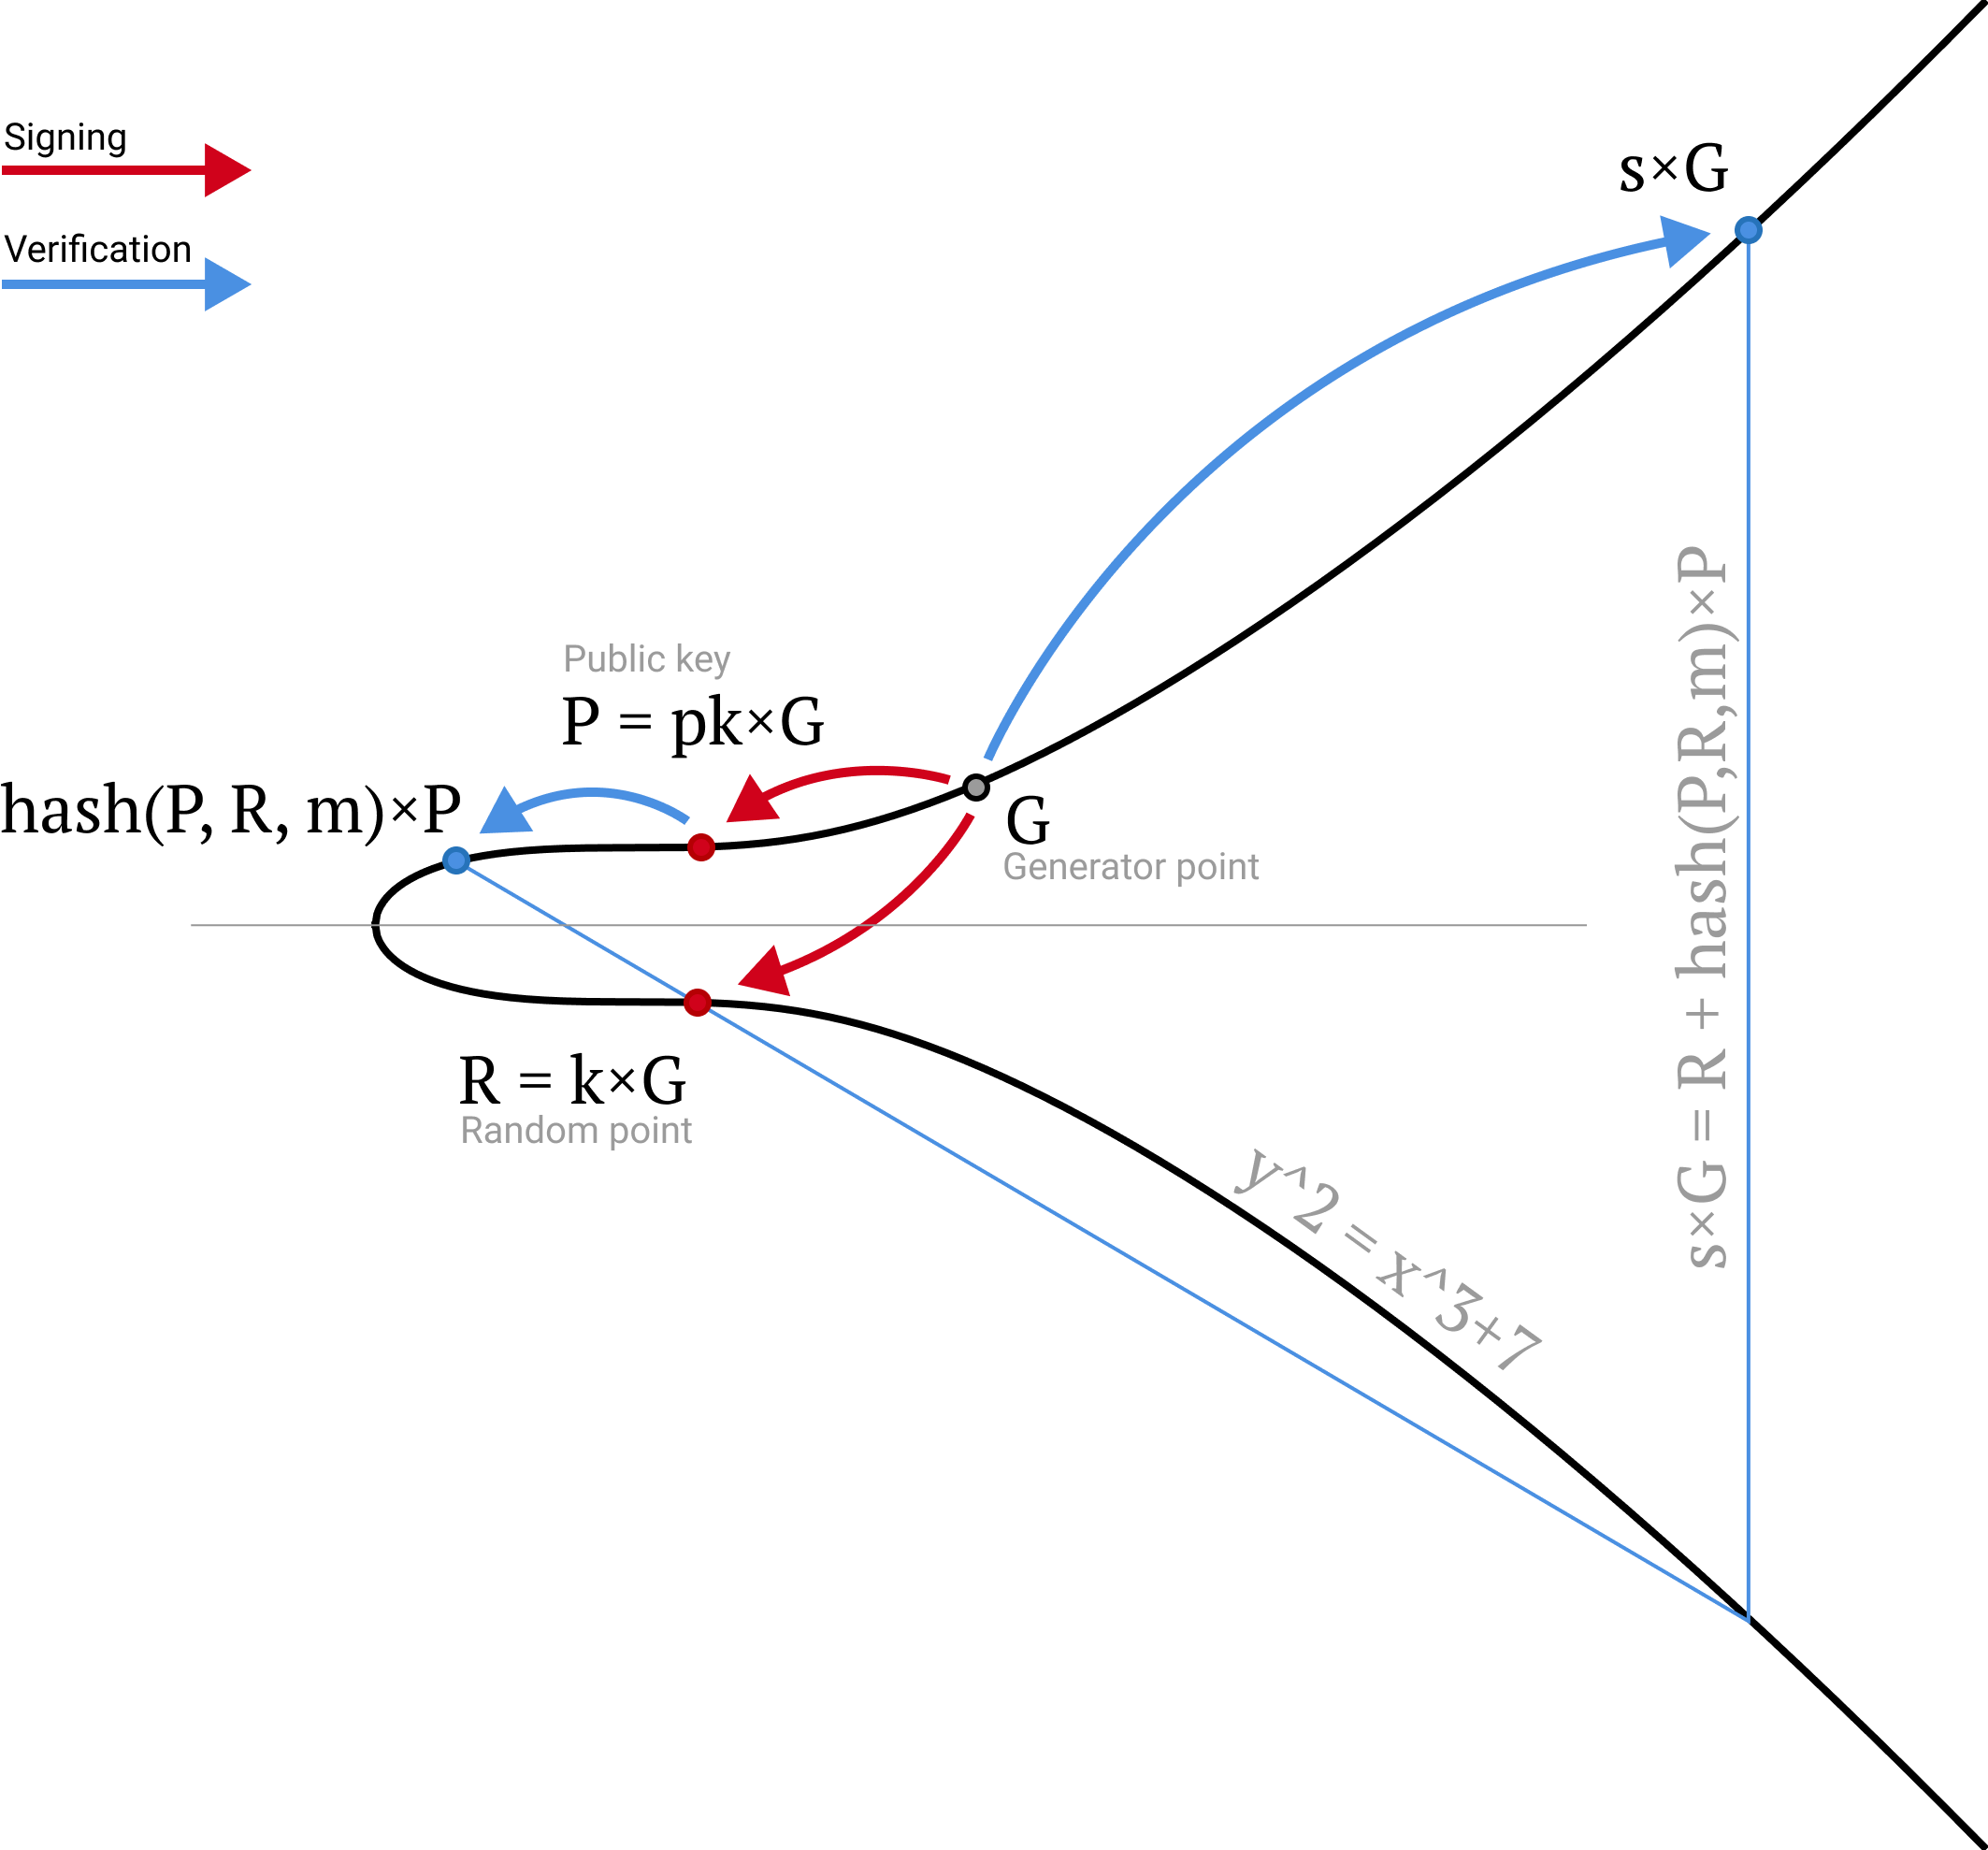 Signing
Verification
s×G
Public key
P = pk×G
hash(P, R, m)×P
G
Generator point
R = k×G
Random point
y^2 = x^3+7
s×G = R + hash(P,R,m)×P